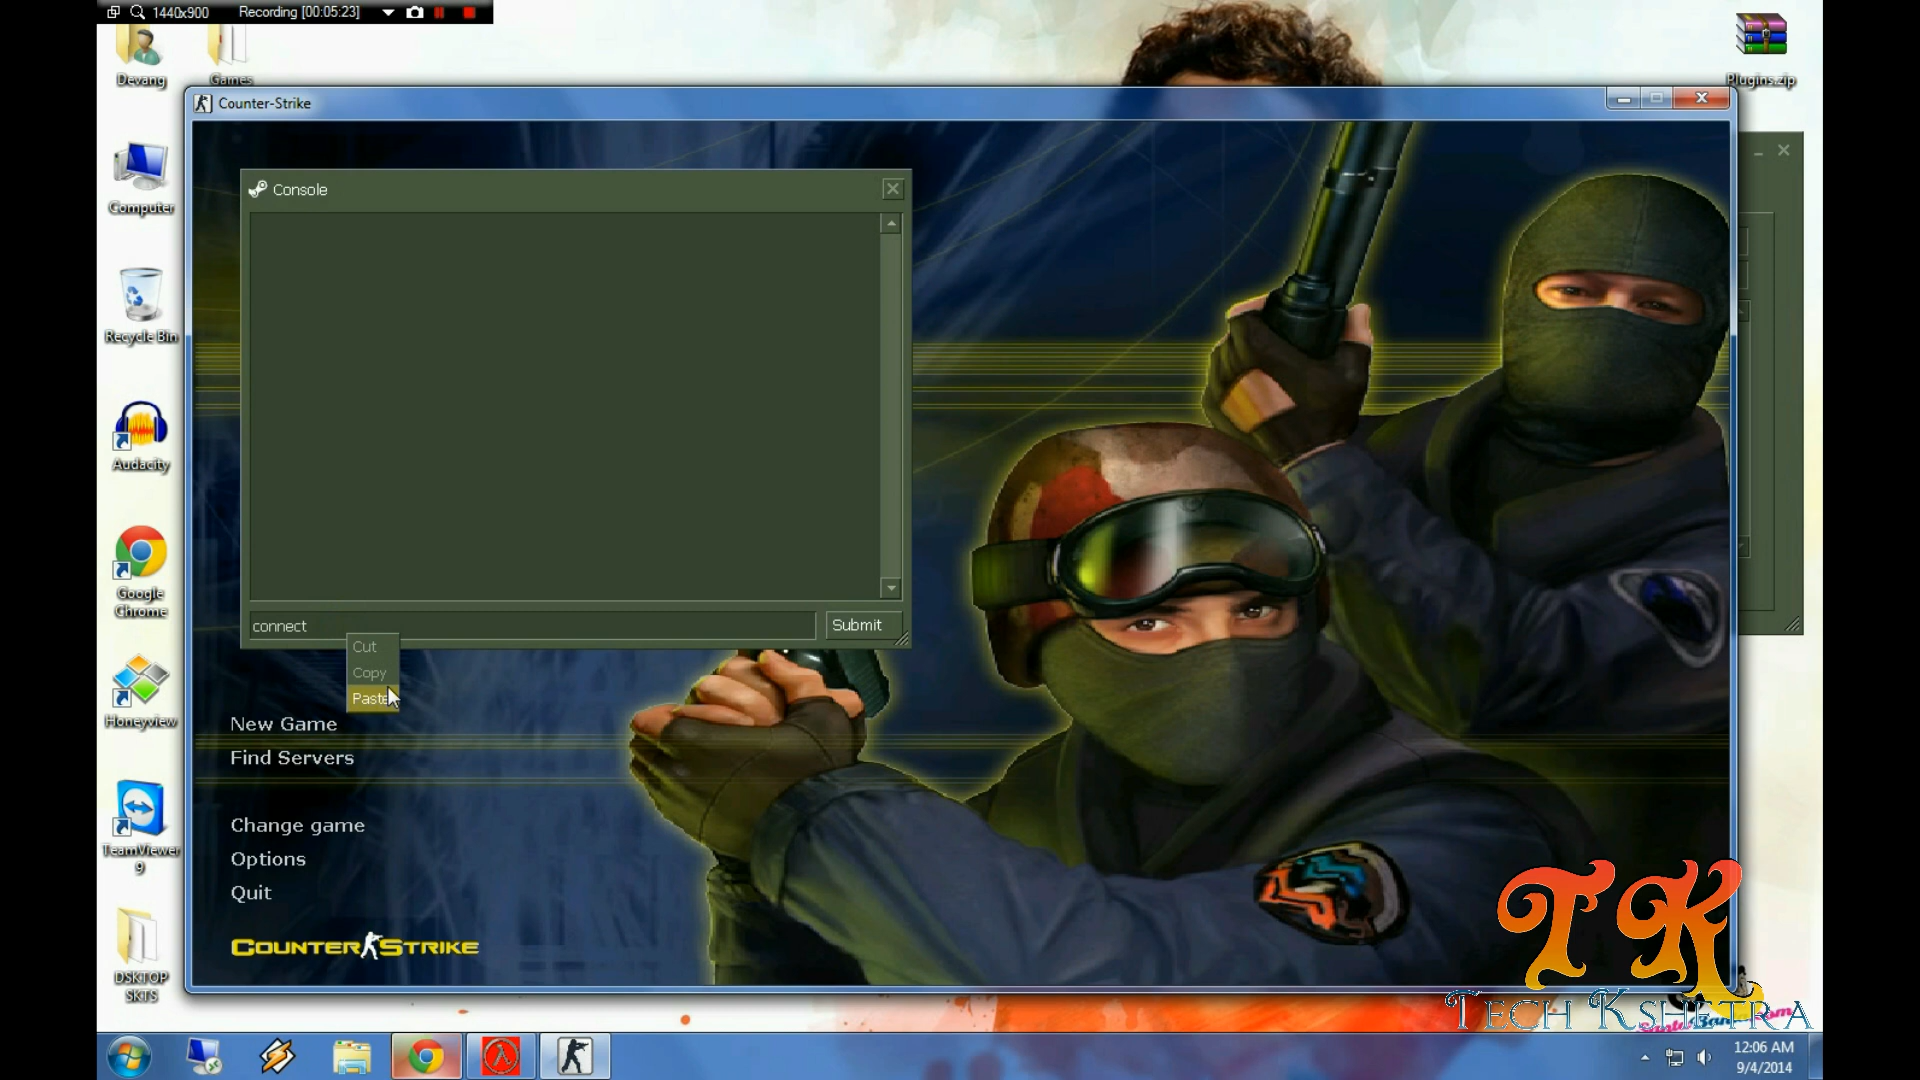 1440x900 Recording [00:05:23]
Devang
Games
Plugins.zip
Counter-Strike
Computer
Console
Recycle Bin
Audacity
Google
Chrome
connect
Submit
Cut
Copy
Paste
Honeyview
New Game
Find Servers
Change game
Options
Quit
TeamViewer
9
COUNTER STRIKE
DSKTOP
SKTS
TK
TECH KSHETRA
12:06 AM
9/4/2014